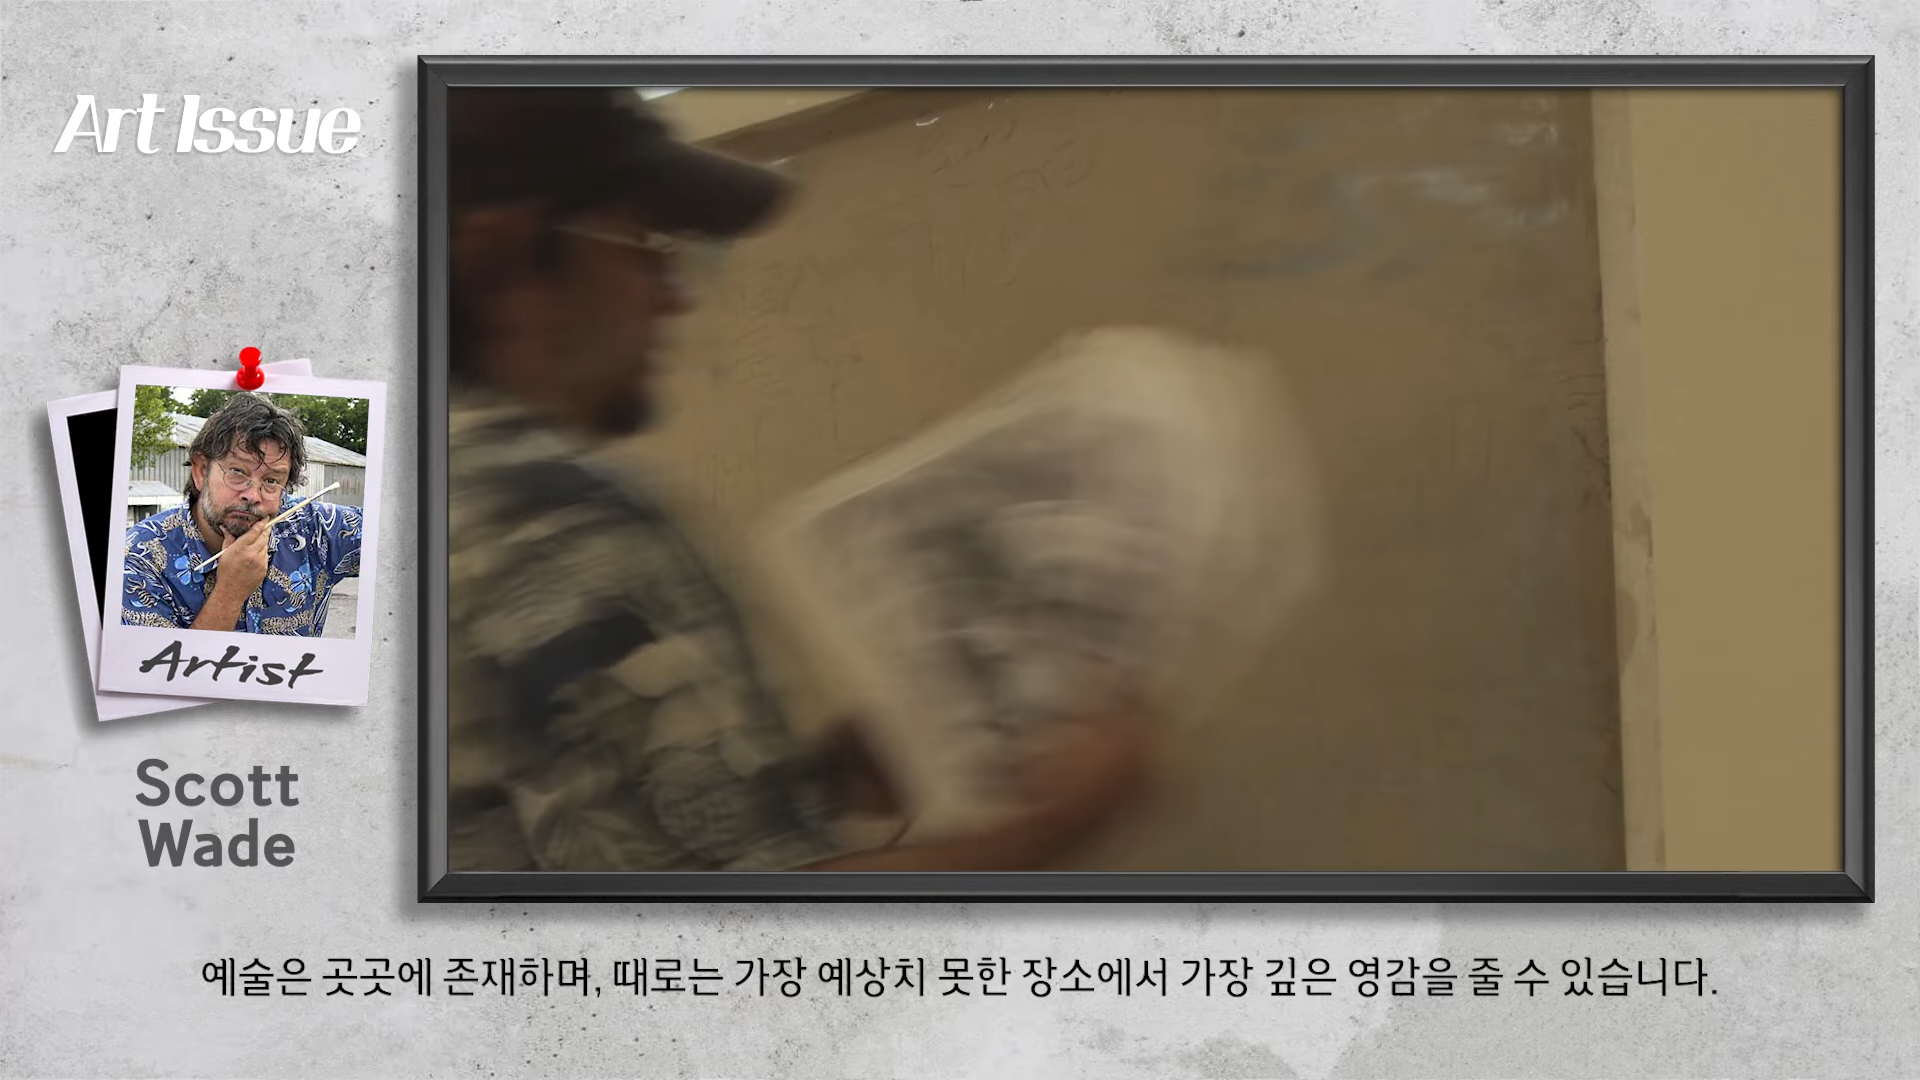 Art Issue
Artist
Scott
Wade
예술은 곳곳에 존재하며, 때로는 가장 예상치 못한 장소에서 가장 깊은 영감을 줄 수 있습니다.